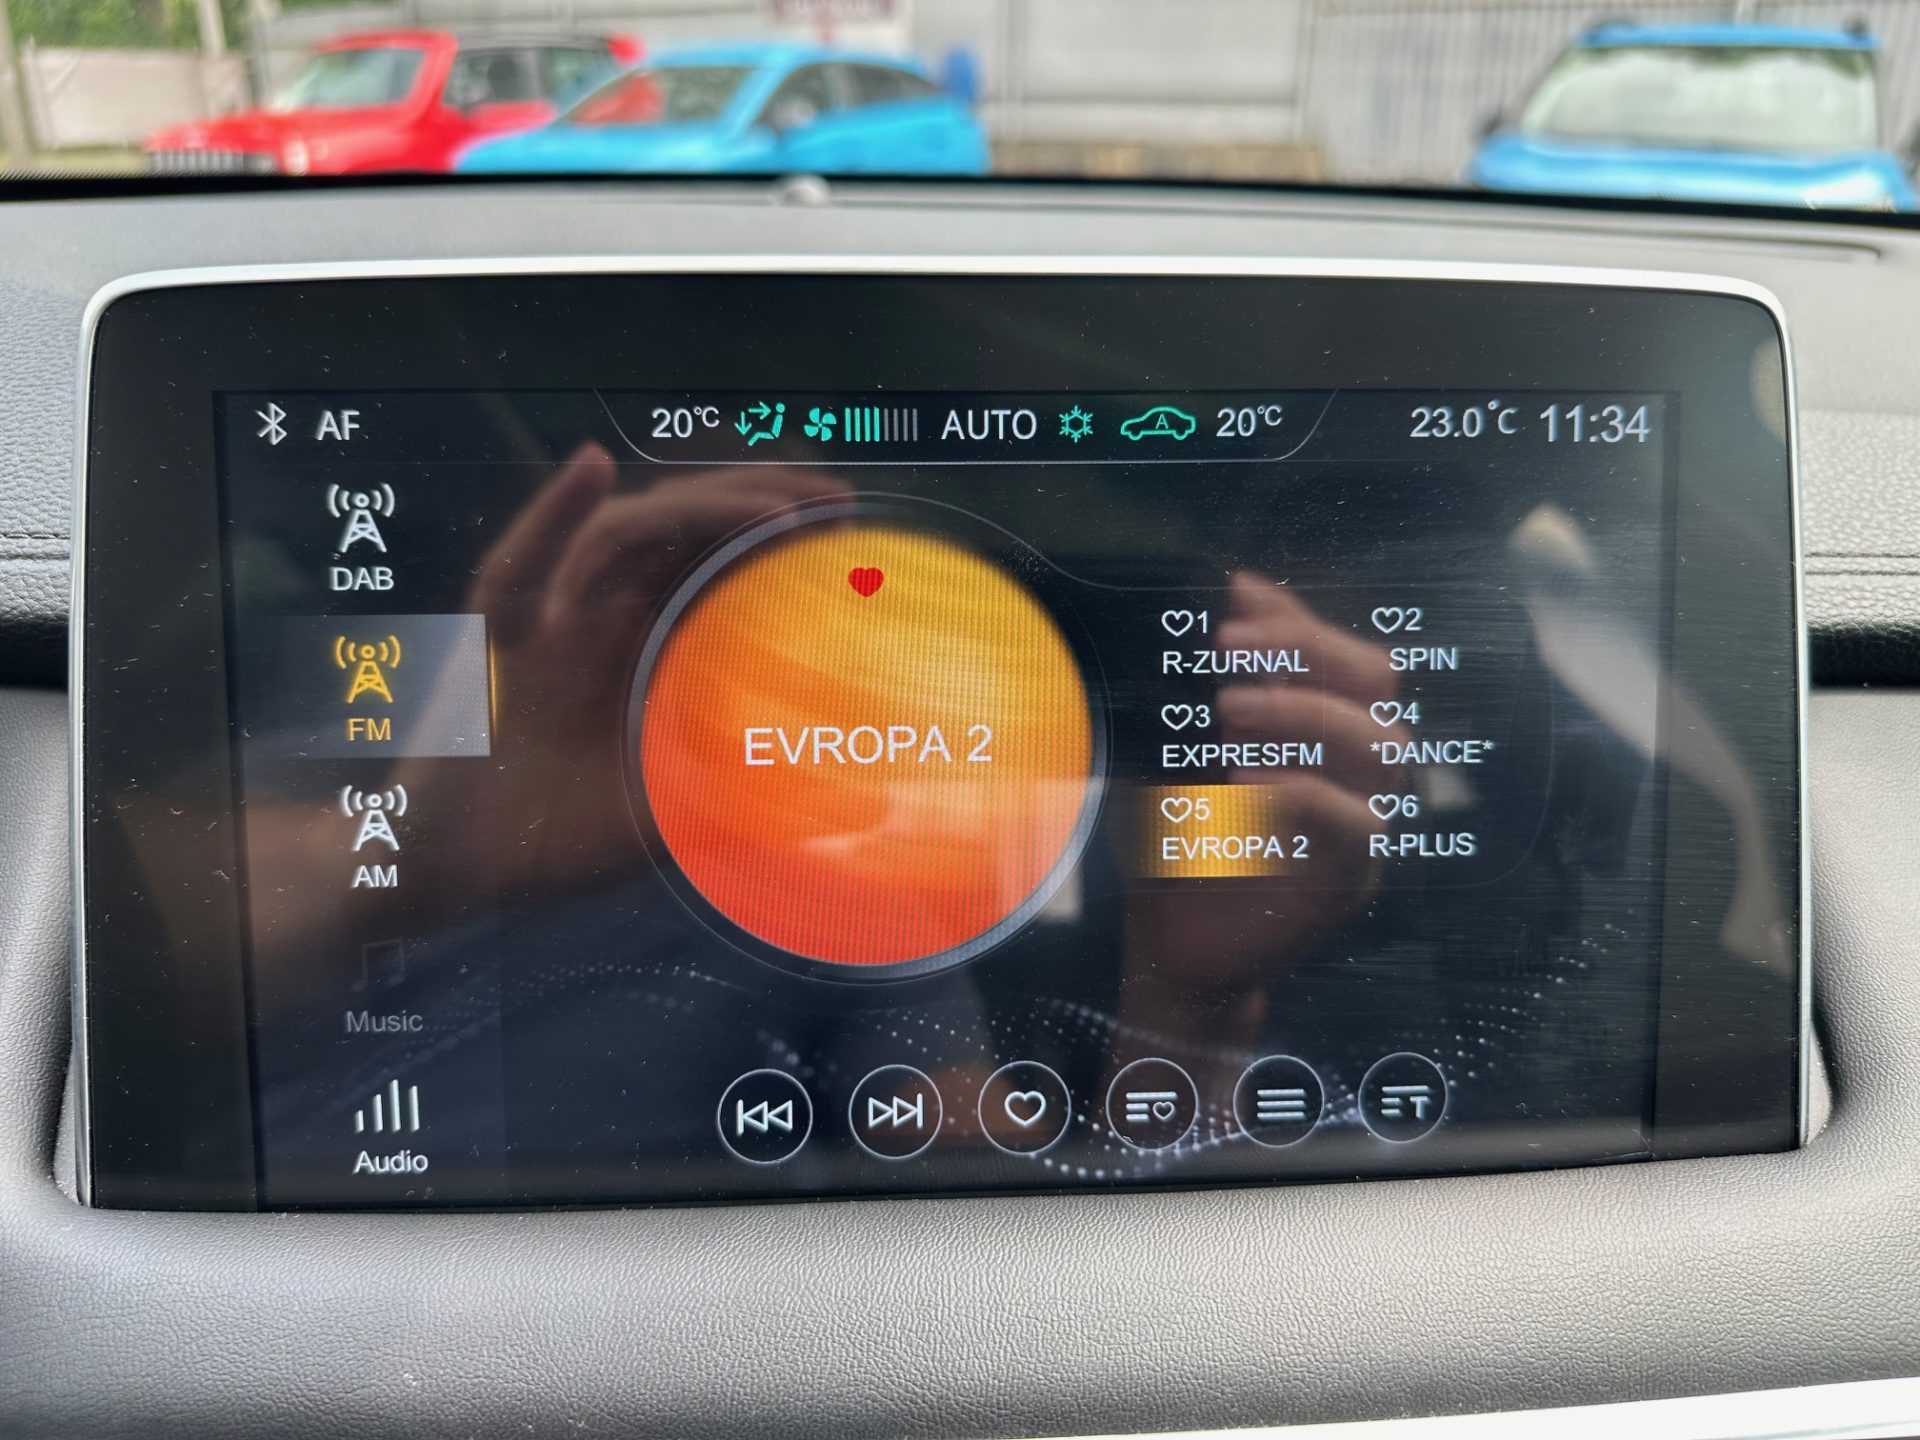 AF
20°C
AUTO
A
20°C
23.0°C 11:34
DAB
FM
AM
Music
Audio
EVROPA 2
1
R-ZURNAL
2
SPIN
3
EXPRESFM
4
*DANCE*
5
EVROPA 2
6
R-PLUS
T